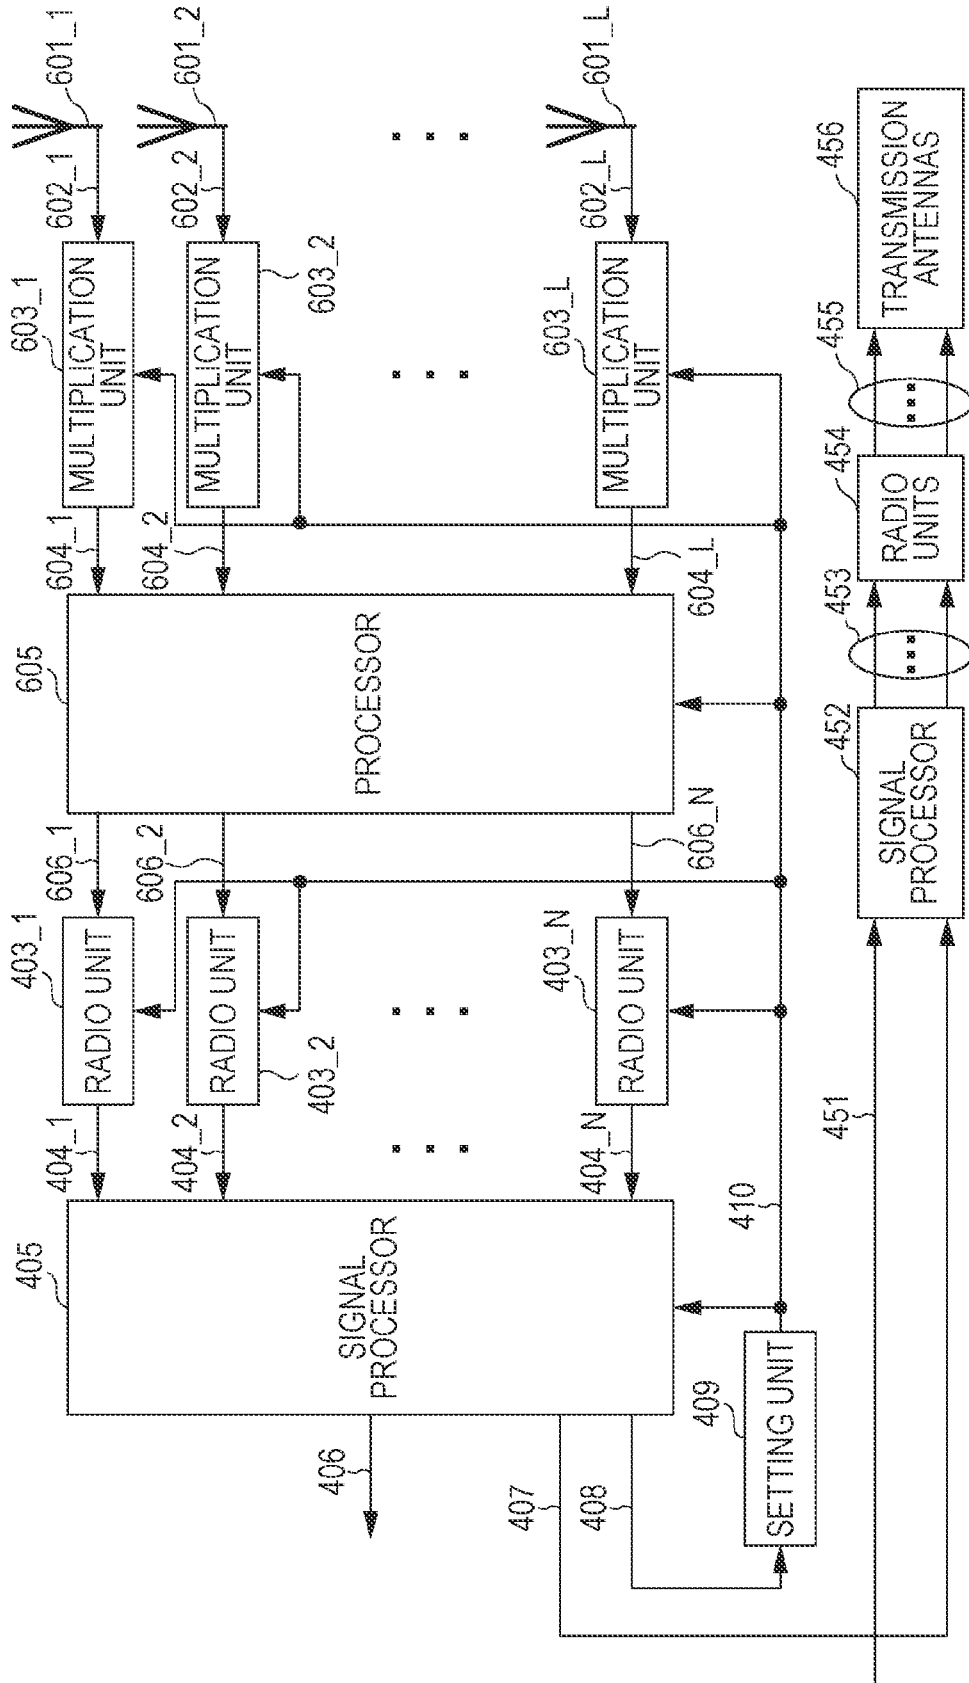 601_1
602_1
603_1
MULTIPLICATION
UNIT
604_1
601_2
602_2
603_2
MULTIPLICATION
UNIT
604_2
601_L
602_L
603_L
MULTIPLICATION
UNIT
604_L
605
PROCESSOR
606_1
606_2
606_N
403_1
RADIO UNIT
404_1
403_2
RADIO UNIT
404_2
403_N
RADIO UNIT
404_N
405
SIGNAL
PROCESSOR
406
407
408
409
SETTING UNIT
410
451
452
SIGNAL
PROCESSOR
453
454
RADIO
UNITS
455
456
TRANSMISSION
ANTENNAS